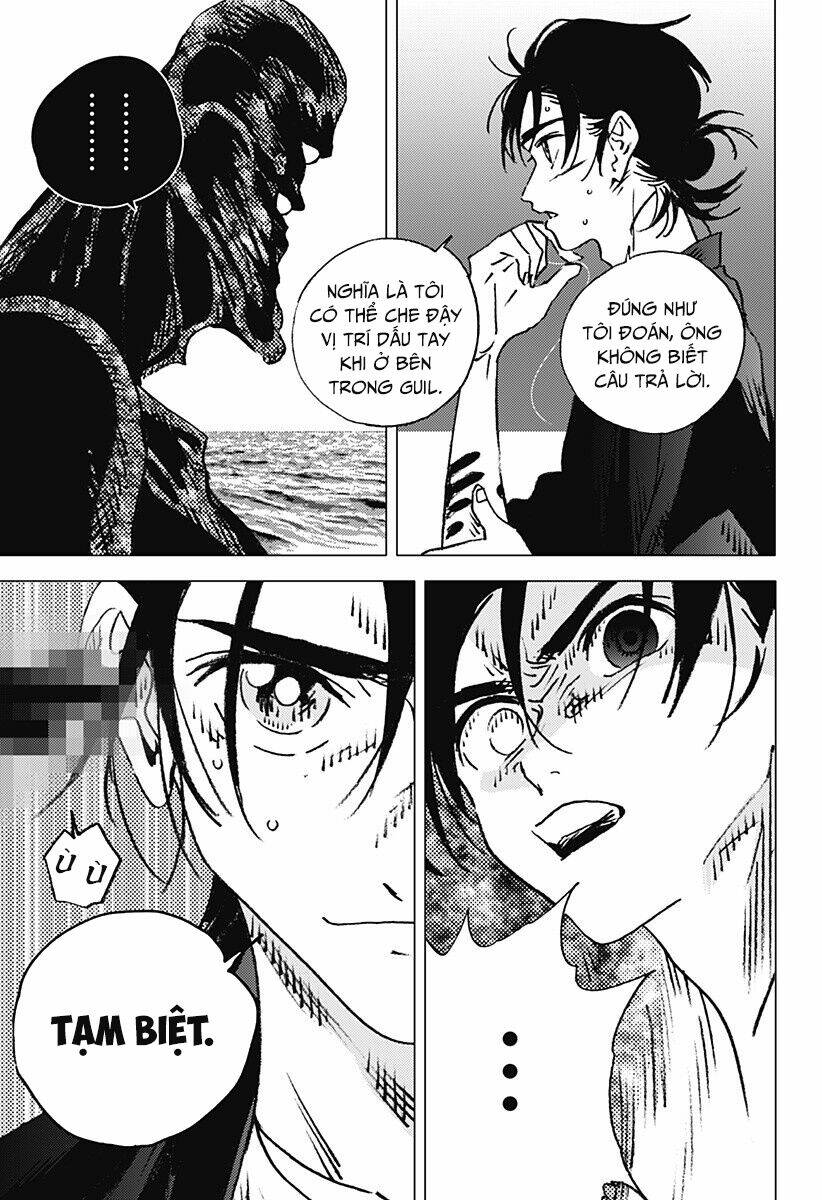 ĐÚNG NHƯ
TÔI ĐOÁN, ÔNG
KHÔNG BIẾT
CÂU TRẢ LỜI.
NGHĨA LÀ TÔI
CÓ THỂ CHE ĐẬY
VỊ TRÍ DẤU TAY
KHI Ở BÊN
TRONG GUIL.
Ù Ù
TẠM BIỆT.